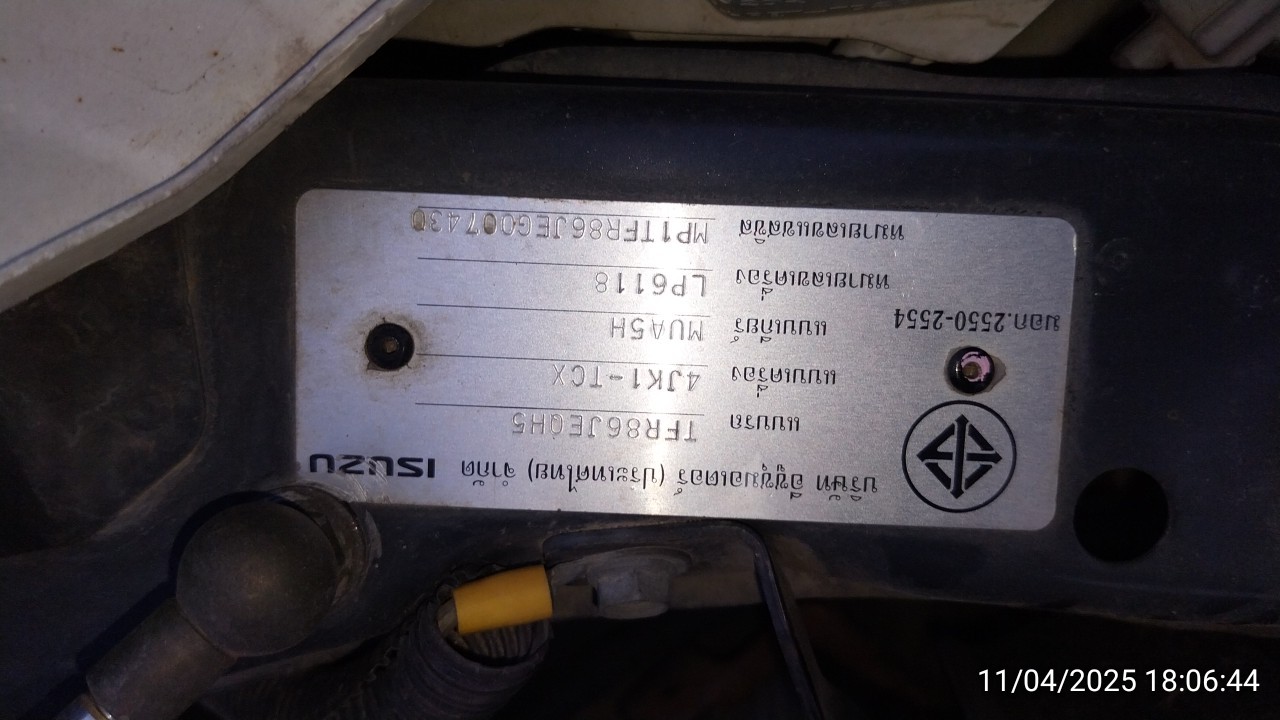 บริษัท อีซูซุมอเตอร์ (ประเทศไทย) จำกัด ISUZU
แบบรถ TFR86JEQH5
แบบเครื่อง 4JK1-TCX
แบบเกียร์ MUA5H
หมายเลขเครื่อง LP6118
หมายเลขแชสซีส MP1TFR86JEG007430
มอก.2550-2554
11/04/2025 18:06:44